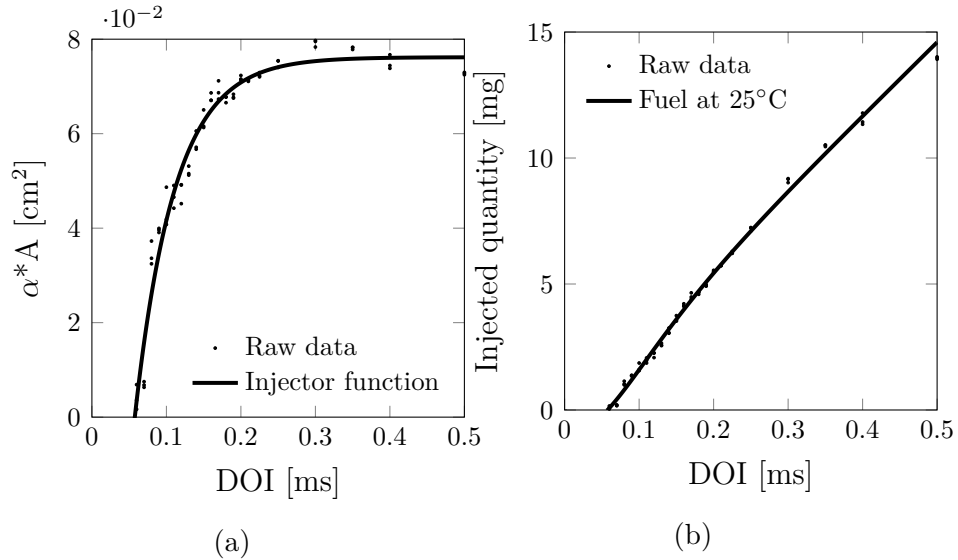 ·10⁻²
8
6
4
2
0
0
0.1
0.2
0.3
0.4
0.5
α*A [cm²]
DOI [ms]
Raw data
Injector function
(a)
15
10
5
0
0
0.1
0.2
0.3
0.4
0.5
Injected quantity [mg]
DOI [ms]
Raw data
Fuel at 25°C
(b)